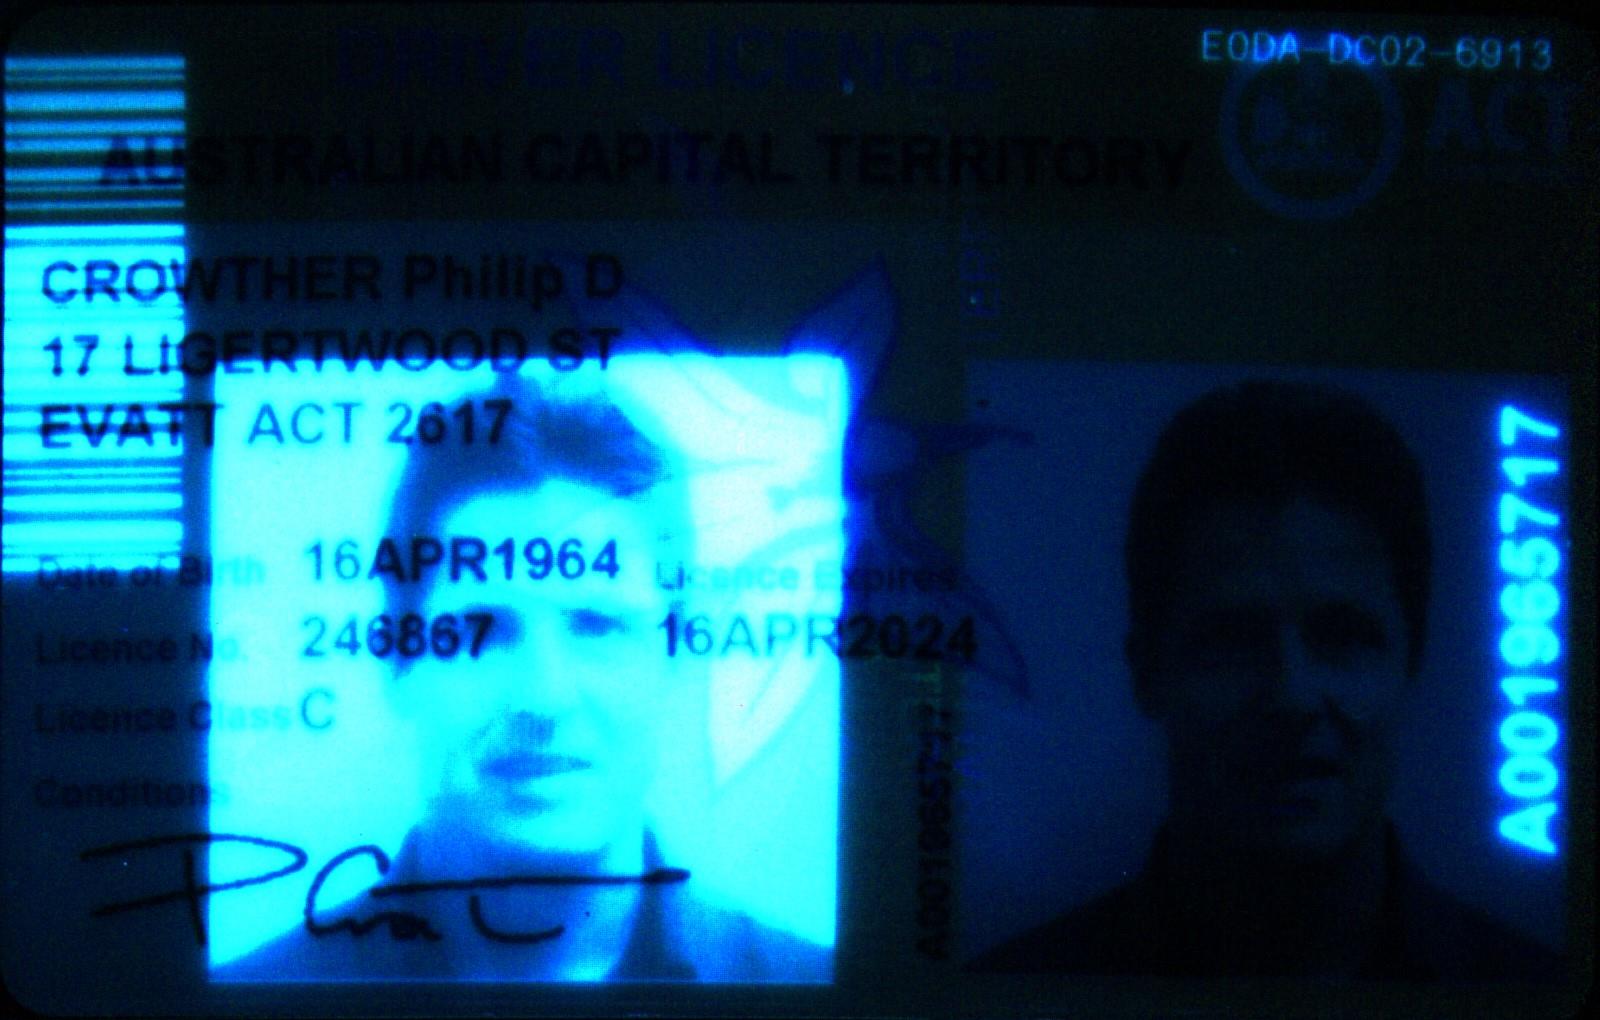 E0DA-DC02-6913
DRIVER LICENCE
ACT
AUSTRALIAN CAPITAL TERRITORY
CROWTHER Philip D
17 LIGERTWOOD ST
EVATT ACT 2617
Date of Birth 16APR1964 Licence Expires
Licence No. 246867 16APR2024
Licence Class C
Conditions
A001965717
A001965717